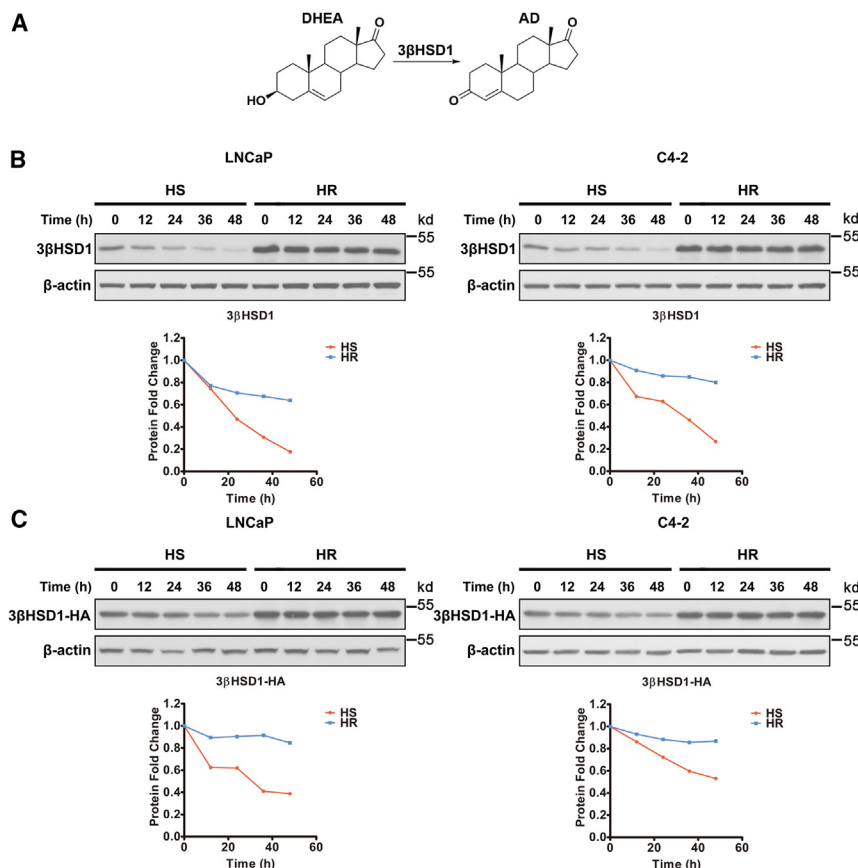 A
DHEA
AD
3βHSD1
O
O
HO
O
B
LNCaP
HS HR
Time (h) 0 12 24 36 48 0 12 24 36 48 kd
3βHSD1 55
β-actin 55
3βHSD1
Protein Fold Change
1.2
1.0
0.8
0.6
0.4
0.2
0.0
0 20 40 60
Time (h)
HS
HR
C4-2
HS HR
Time (h) 0 12 24 36 48 0 12 24 36 48 kd
3βHSD1 55
β-actin 55
3βHSD1
Protein Fold Change
1.2
1.0
0.8
0.6
0.4
0.2
0.0
0 20 40 60
Time (h)
HS
HR
C
LNCaP
HS HR
Time (h) 0 12 24 36 48 0 12 24 36 48 kd
3βHSD1-HA 55
β-actin 55
3βHSD1-HA
Protein Fold Change
1.2
1.0
0.8
0.6
0.4
0.2
0.0
0 20 40 60
Time (h)
HS
HR
C4-2
HS HR
Time (h) 0 12 24 36 48 0 12 24 36 48 kd
3βHSD1-HA 55
β-actin 55
3βHSD1-HA
Protein Fold Change
1.2
1.0
0.8
0.6
0.4
0.2
0.0
0 20 40 60
Time (h)
HS
HR